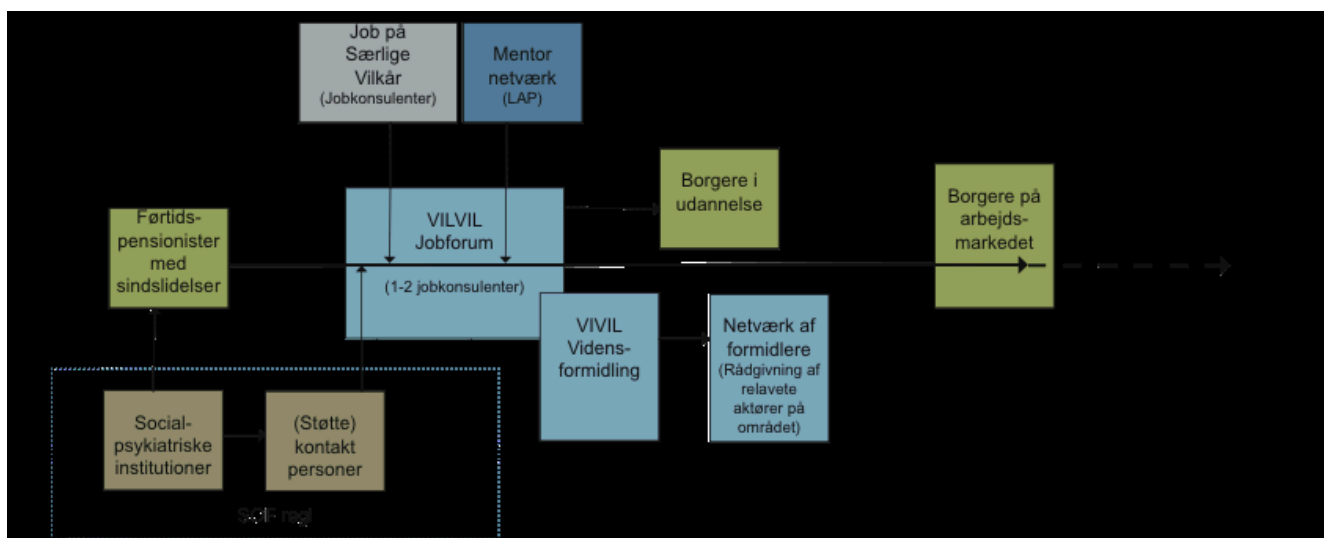 Job på
Særlige
Vilkår
(Jobkonsulenter)
Mentor
netværk
(LAP)
Borgere i
udannelse
Borgere på
arbejds-
markedet
Førtids-
pensionister
med
sindslidelser
VILVIL
Jobforum
(1-2 jobkonsulenter)
VIVIL
Videns-
formidling
Netværk af
formidlere
(Rådgivning af
relavete
aktører på
området)
Social-
psykiatriske
institutioner
(Støtte)
kontakt
personer
SOF regi